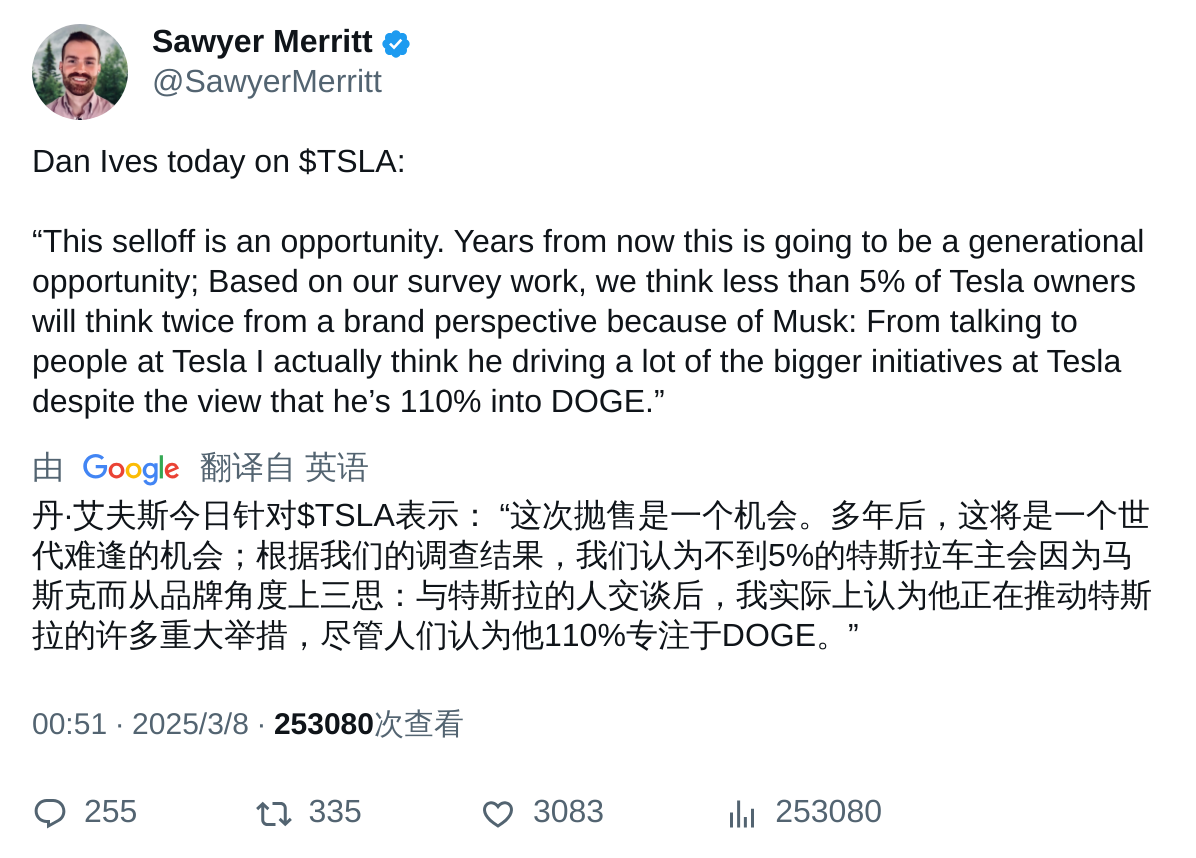 Sawyer Merritt
@SawyerMerritt
Dan Ives today on $TSLA:
“This selloff is an opportunity. Years from now this is going to be a generational
opportunity; Based on our survey work, we think less than 5% of Tesla owners
will think twice from a brand perspective because of Musk: From talking to
people at Tesla I actually think he driving a lot of the bigger initiatives at Tesla
despite the view that he’s 110% into DOGE.”
由 Google 翻译自 英语
丹·艾夫斯今日针对$TSLA表示： “这次抛售是一个机会。多年后，这将是一个世
代难逢的机会；根据我们的调查结果，我们认为不到5%的特斯拉车主会因为马
斯克而从品牌角度上三思：与特斯拉的人交谈后，我实际上认为他正在推动特斯
拉的许多重大举措，尽管人们认为他110%专注于DOGE。”
00:51 · 2025/3/8 · 253080次查看
255 335 3083 253080